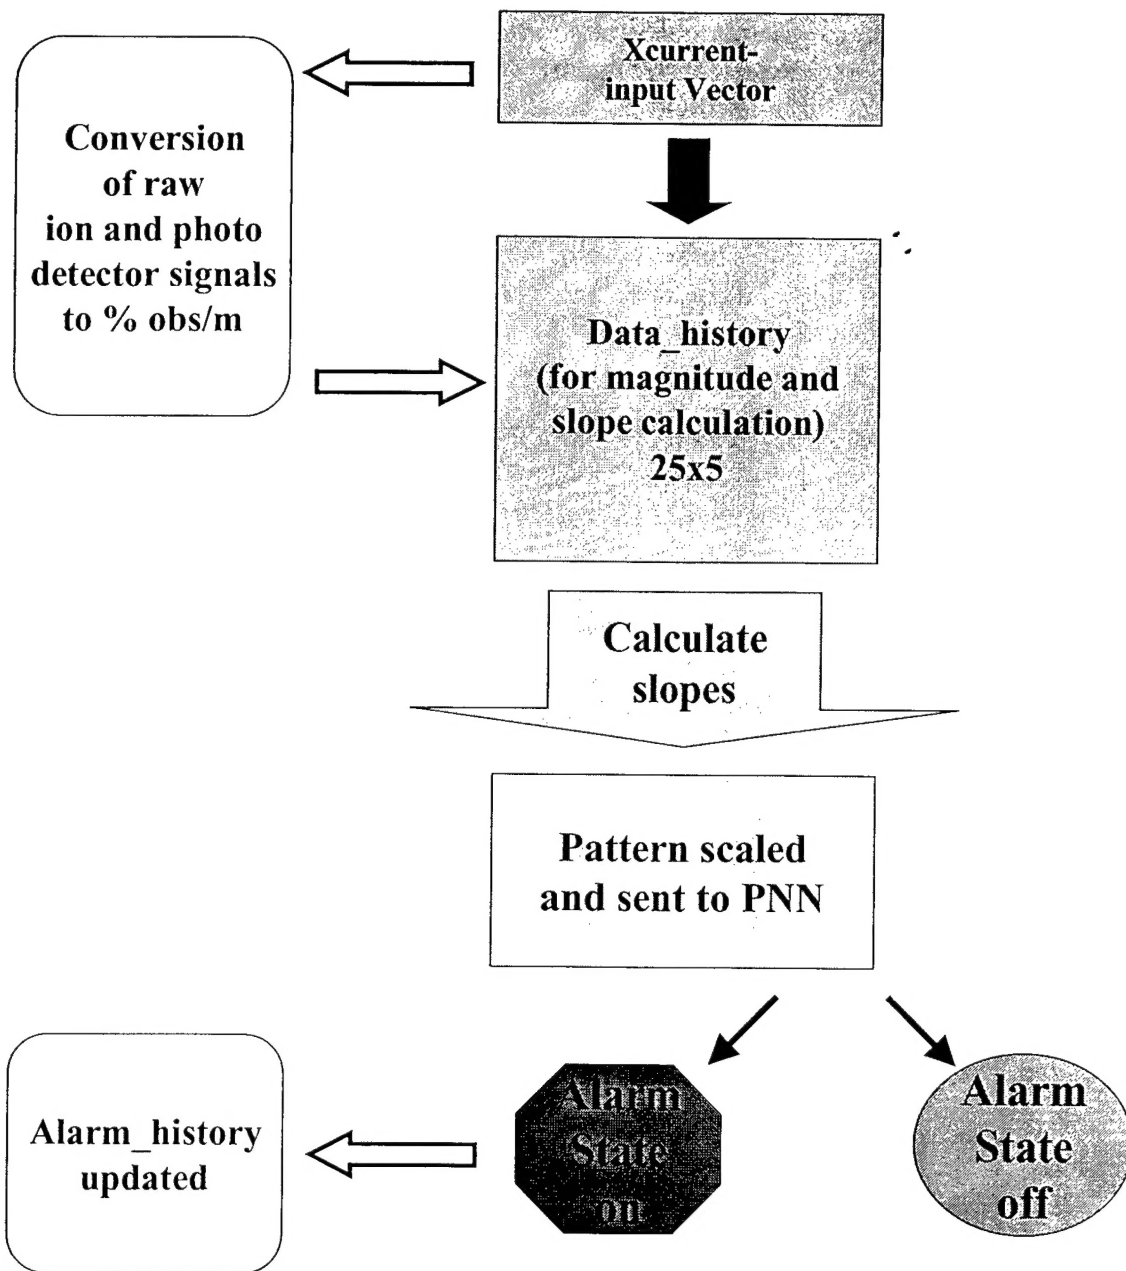 Xcurrent-
input Vector
Conversion
of raw
ion and photo
detector signals
to % obs/m
Data_history
(for magnitude and
slope calculation)
25x5
Calculate
slopes
Pattern scaled
and sent to PNN
Alarm_history
updated
Alarm
State
on
Alarm
State
off